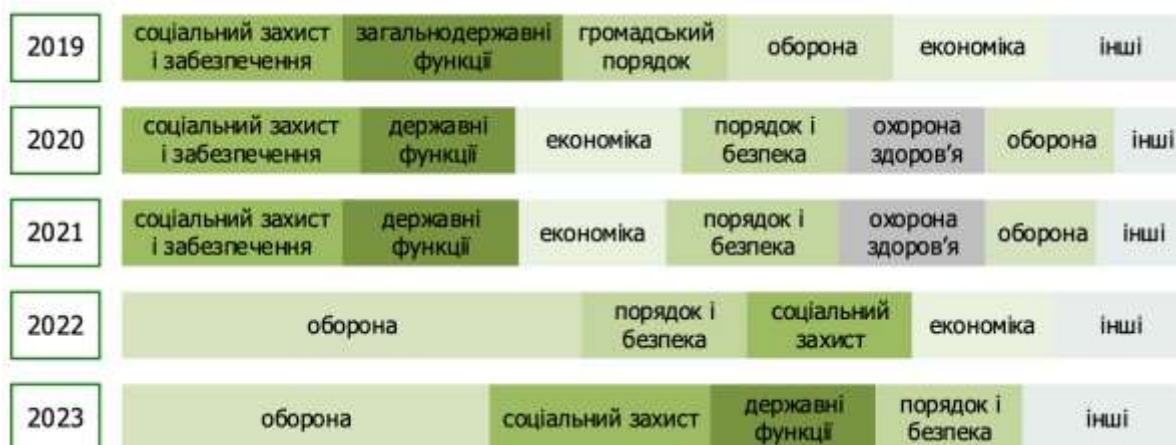 2019
соціальний захист
і забезпечення
загальнодержавні
функції
громадський
порядок
оборона
економіка
інші
2020
соціальний захист
і забезпечення
державні
функції
економіка
порядок і
безпека
охорона
здоров’я
оборона
інші
2021
соціальний захист
і забезпечення
державні
функції
економіка
порядок і
безпека
охорона
здоров’я
оборона
інші
2022
оборона
порядок і
безпека
соціальний
захист
економіка
інші
2023
оборона
соціальний захист
державні
функції
порядок і
безпека
інші